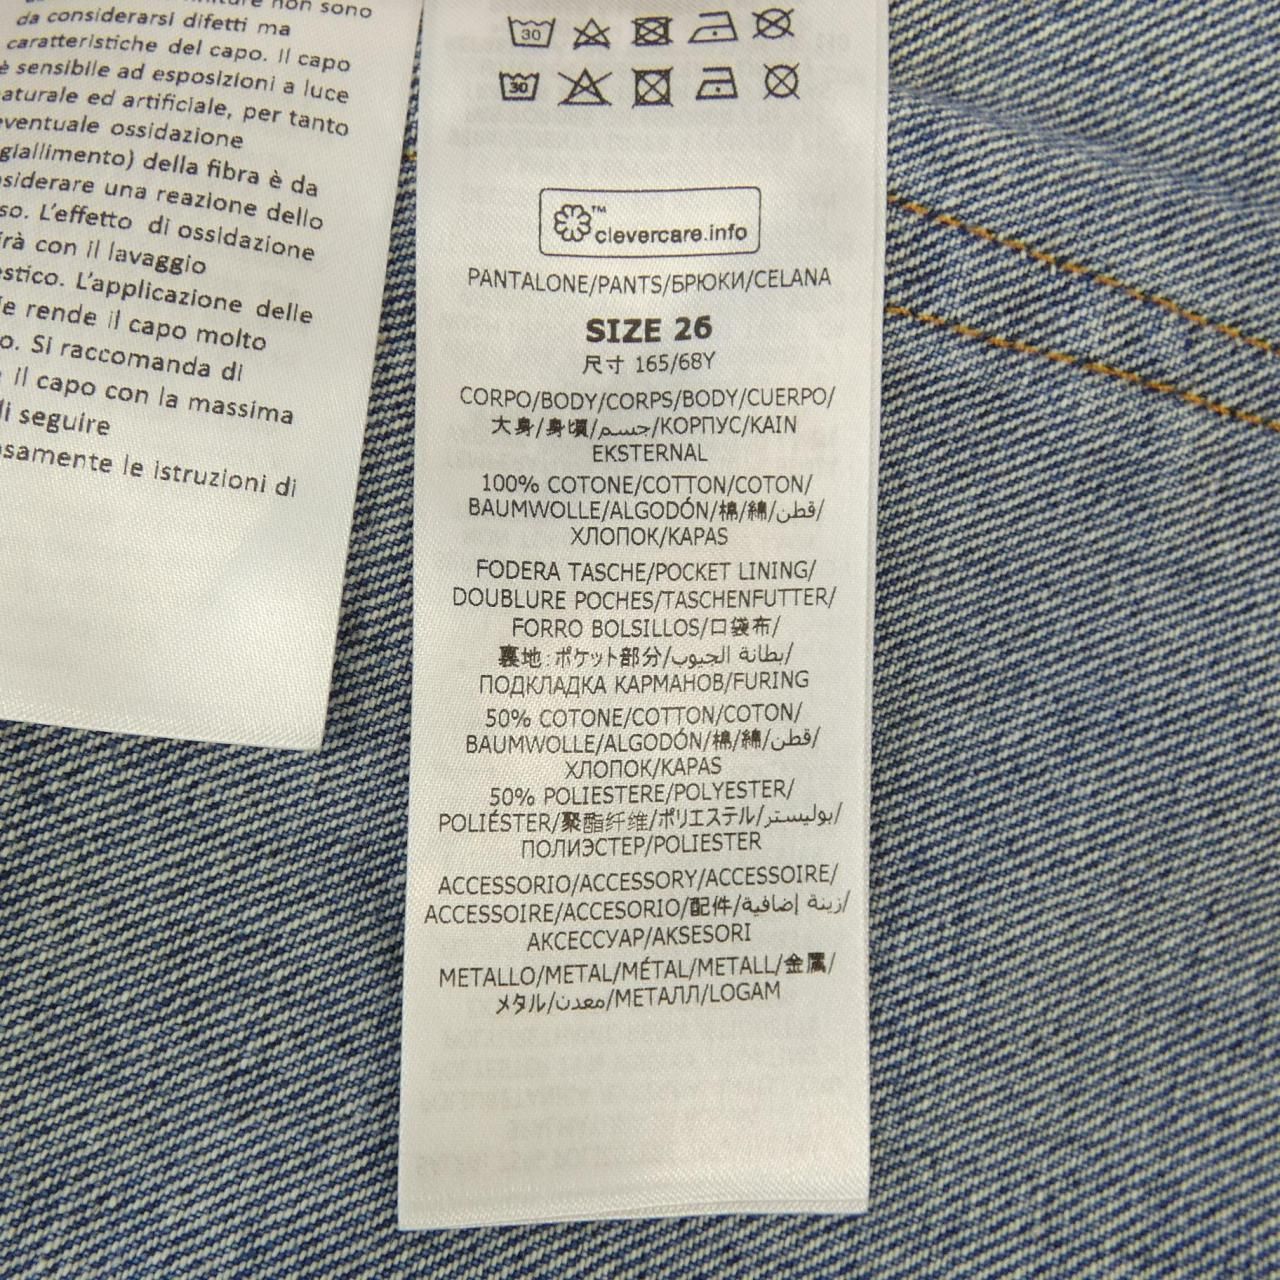 non sono
da considerarsi difetti ma
caratteristiche del capo. Il capo
è sensibile ad esposizioni a luce
naturale ed artificiale, per tanto
eventuale ossidazione
giallimento) della fibra è da
siderare una reazione dello
so. L'effetto di ossidazione
irà con il lavaggio
stico. L'applicazione delle
le rende il capo molto
o. Si raccomanda di
il capo con la massima
di seguire
samente le istruzioni di
30
30
™
clevercare.info
PANTALONE/PANTS/БРЮКИ/CELANA
SIZE 26
尺寸 165/68Y
CORPO/BODY/CORPS/BODY/CUERPO/
大身/身頃/جسم/КОРПУС/KAIN
EKSTERNAL
100% COTONE/COTTON/COTON/
BAUMWOLLE/ALGODÓN/棉/綿/قطن/
ХЛОПОК/KAPAS
FODERA TASCHE/POCKET LINING/
DOUBLURE POCHES/TASCHENFUTTER/
FORRO BOLSILLOS/口袋布/
裏地:ポケット部分/بطانة الجيوب/
ПОДКЛАДКА КАРМАНОВ/FURING
50% COTONE/COTTON/COTON/
BAUMWOLLE/ALGODÓN/棉/綿/قطن/
ХЛОПОК/KAPAS
50% POLIESTERE/POLYESTER/
POLIÉSTER/聚酯纤维/ポリエステル/بوليستر/
ПОЛИЭСТЕР/POLIESTER
ACCESSORIO/ACCESSORY/ACCESSOIRE/
ACCESSOIRE/ACCESORIO/配件/زينة إضافية/
АКСЕССУАР/AKSESORI
METALLO/METAL/MÉTAL/METALL/金属/
メタル/معدن/МЕТАЛЛ/LOGAM